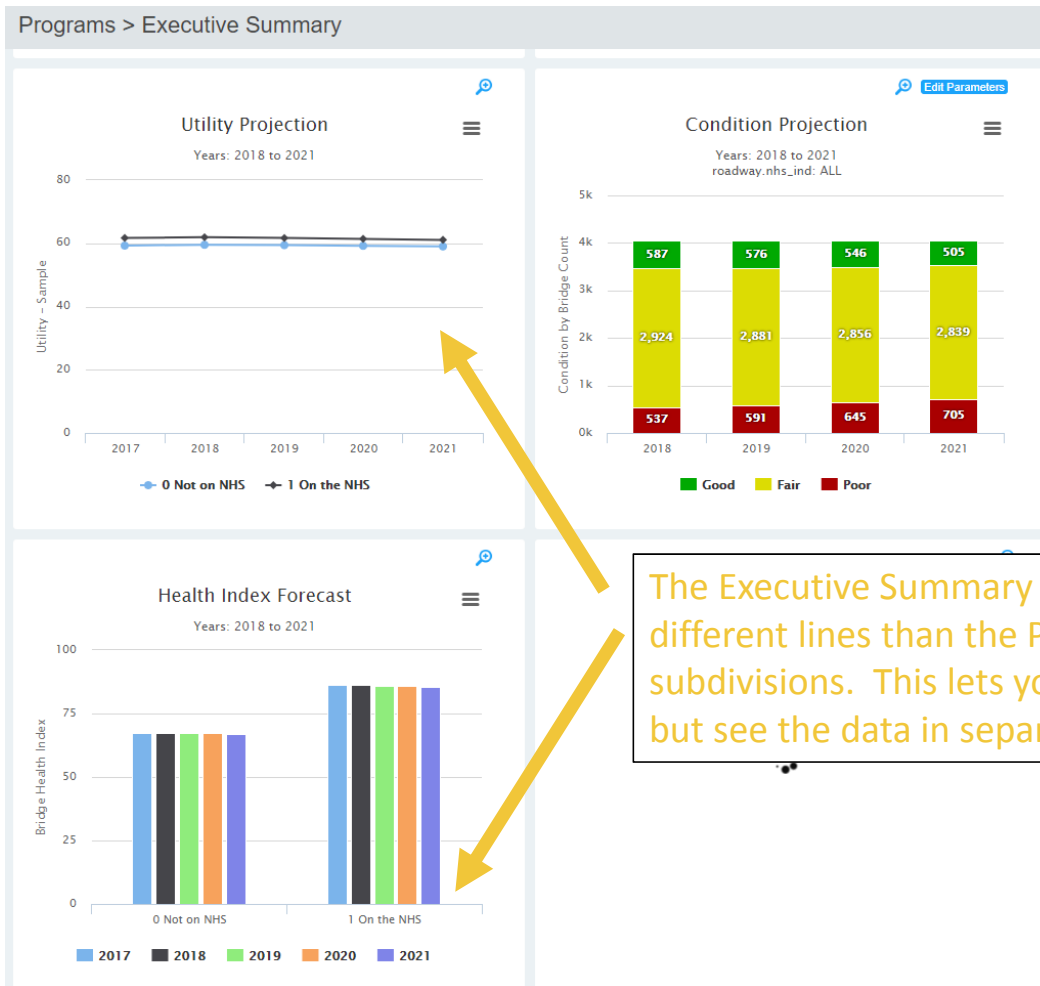 Programs > Executive Summary
Utility Projection
Years: 2018 to 2021
80
60
40
20
0
Utility – Sample
2017 2018 2019 2020 2021
0 Not on NHS 1 On the NHS
Edit Parameters
Condition Projection
Years: 2018 to 2021
roadway.nhs_ind: ALL
5k
4k
3k
2k
1k
0k
Condition by Bridge Count
587 576 546 505
2,924 2,881 2,856 2,839
537 591 645 705
2018 2019 2020 2021
Good Fair Poor
Health Index Forecast
Years: 2018 to 2021
100
75
50
25
0
Bridge Health Index
0 Not on NHS 1 On the NHS
2017 2018 2019 2020 2021
The Executive Summary
different lines than the P
subdivisions. This lets yo
but see the data in separ